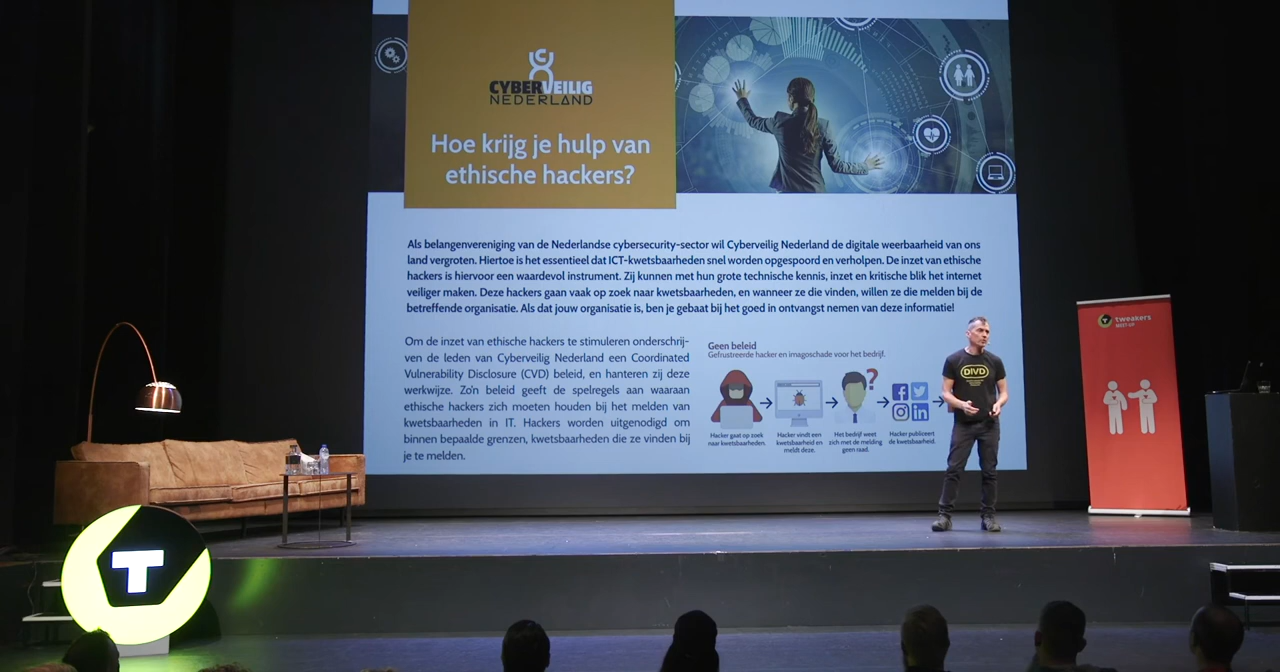 CYBERVEILIG
NEDERLAND
Hoe krijg je hulp van
ethische hackers?
Als belangenvereniging van de Nederlandse cybersecurity-sector wil Cyberveilig Nederland de digitale weerbaarheid van ons
land vergroten. Hiertoe is het essentieel dat ICT-kwetsbaarheden snel worden opgespoord en verholpen. De inzet van ethische
hackers is hiervoor een waardevol instrument. Zij kunnen met hun grote technische kennis, inzet en kritische blik het internet
veiliger maken. Deze hackers gaan vaak op zoek naar kwetsbaarheden, en wanneer ze die vinden, willen ze die melden bij de
betreffende organisatie. Als dat jouw organisatie is, ben je gebaat bij het goed in ontvangst nemen van deze informatie!
Om de inzet van ethische hackers te stimuleren onderschrij-
ven de leden van Cyberveilig Nederland een Coordinated
Vulnerability Disclosure (CVD) beleid, en hanteren zij deze
werkwijze. Zo'n beleid geeft de spelregels aan waaraan
ethische hackers zich moeten houden bij het melden van
kwetsbaarheden in IT. Hackers worden uitgenodigd om
binnen bepaalde grenzen, kwetsbaarheden die ze vinden bij
je te melden.
Geen beleid
Gefrustreerde hacker en imagoschade voor het bedrijf.
Hacker gaat op zoek
naar kwetsbaarheden.
Hacker vindt een
kwetsbaarheid en
meldt deze.
Het bedrijf weet
zich met de melding
geen raad.
Hacker publiceert
de kwetsbaarheid.
DIVD
tweakers
MEET-UP
T